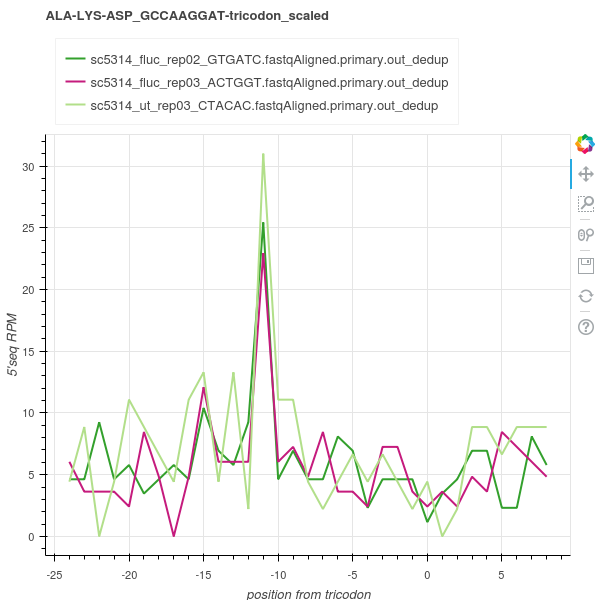 ALA-LYS-ASP_GCCAAGGAT-tricodon_scaled
sc5314_fluc_rep02_GTGATC.fastqAligned.primary.out_dedup
sc5314_fluc_rep03_ACTGGT.fastqAligned.primary.out_dedup
sc5314_ut_rep03_CTACAC.fastqAligned.primary.out_dedup
30
25
20
15
10
5
0
5'seq RPM
-25 -20 -15 -10 -5 0 5
position from tricodon